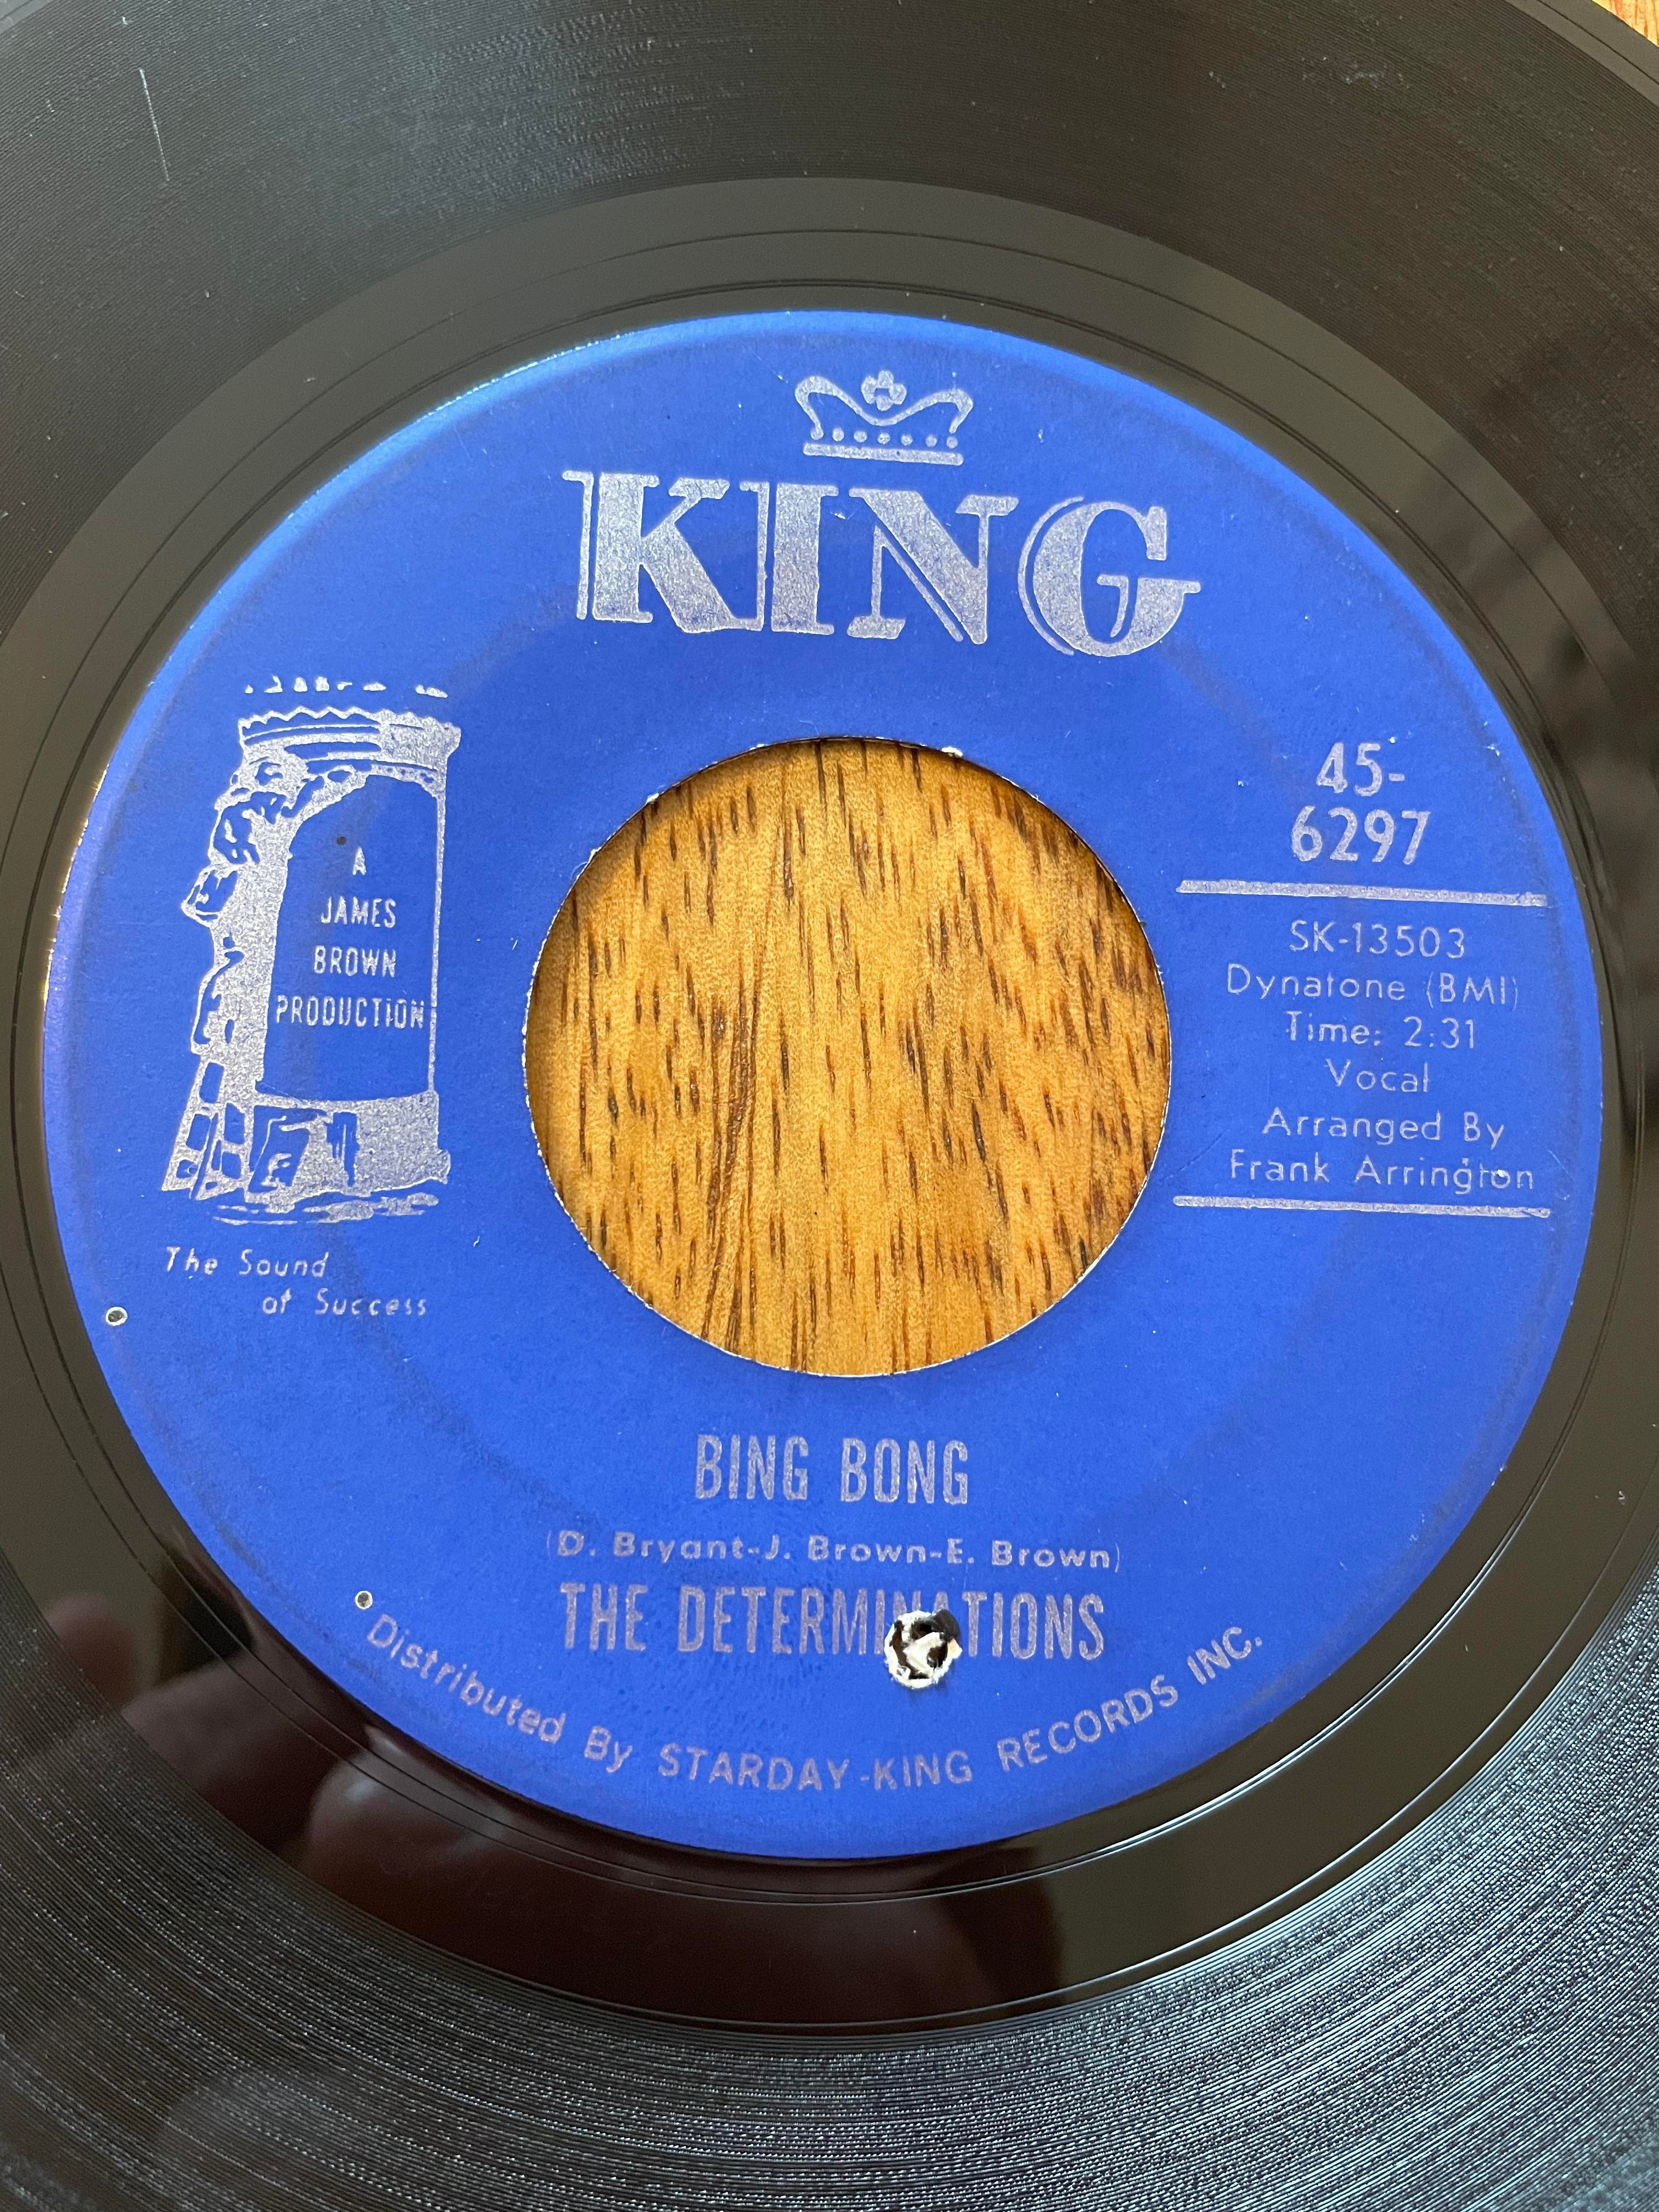 KING
A
JAMES
BROWN
PRODUCTION
The Sound
of Success
45-
6297
SK-13503
Dynatone (BMI)
Time: 2:31
Vocal
Arranged By
Frank Arrington
BING BONG
(D. Bryant-J. Brown-E. Brown)
THE DETERMINATIONS
Distributed By STARDAY-KING RECORDS INC.